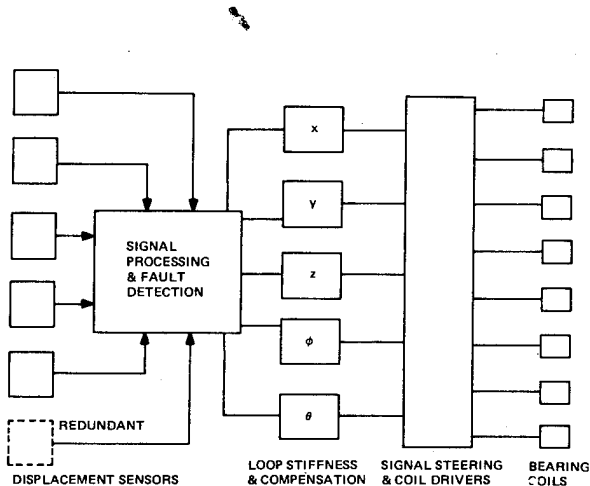 x
y
z
SIGNAL
PROCESSING
& FAULT
DETECTION
ϕ
θ
REDUNDANT
DISPLACEMENT SENSORS
LOOP STIFFNESS
& COMPENSATION
SIGNAL STEERING
& COIL DRIVERS
BEARING
COILS